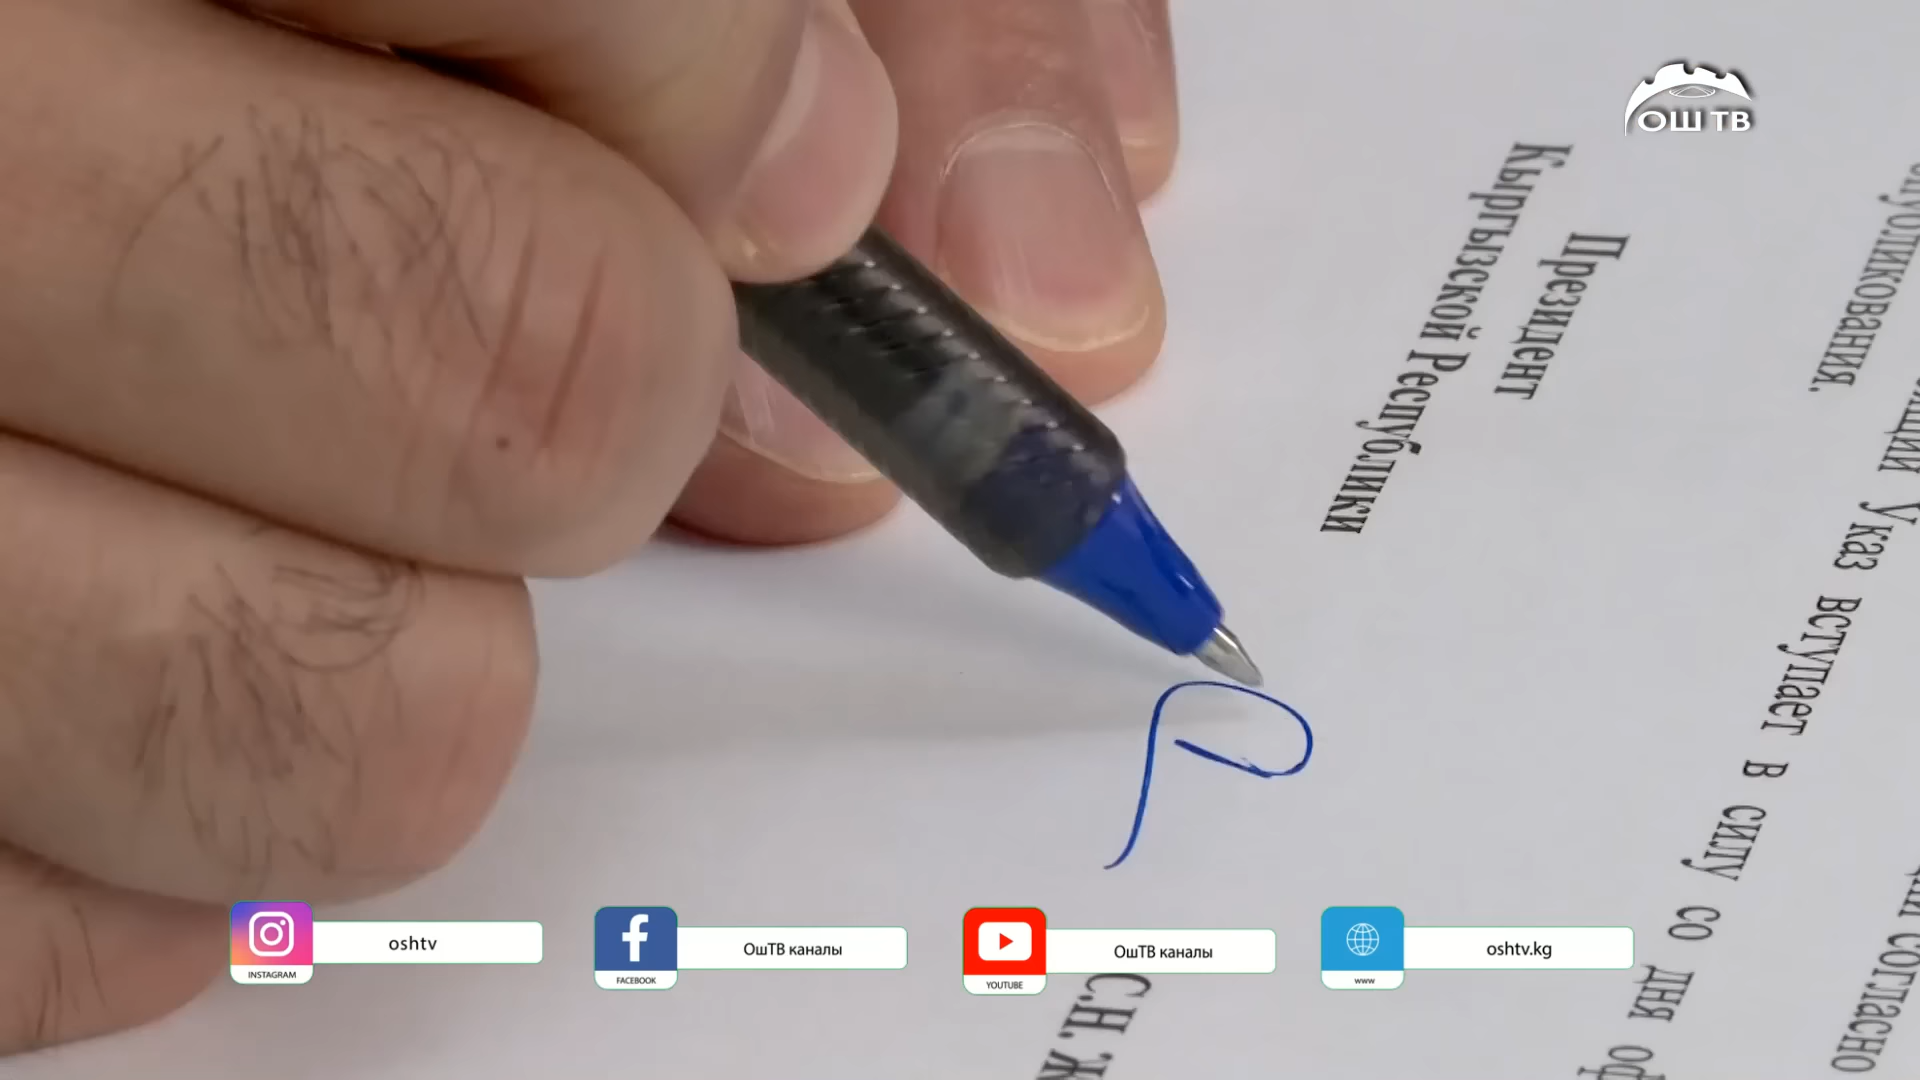 ОШ ТВ
опубликования.
Указ вступает в силу со дня оф
согласно
Президент
Кыргызской Республики
С.Н. Ж
oshtv
INSTAGRAM
ОшТВ каналы
FACEBOOK
ОшТВ каналы
YOUTUBE
oshtv.kg
www